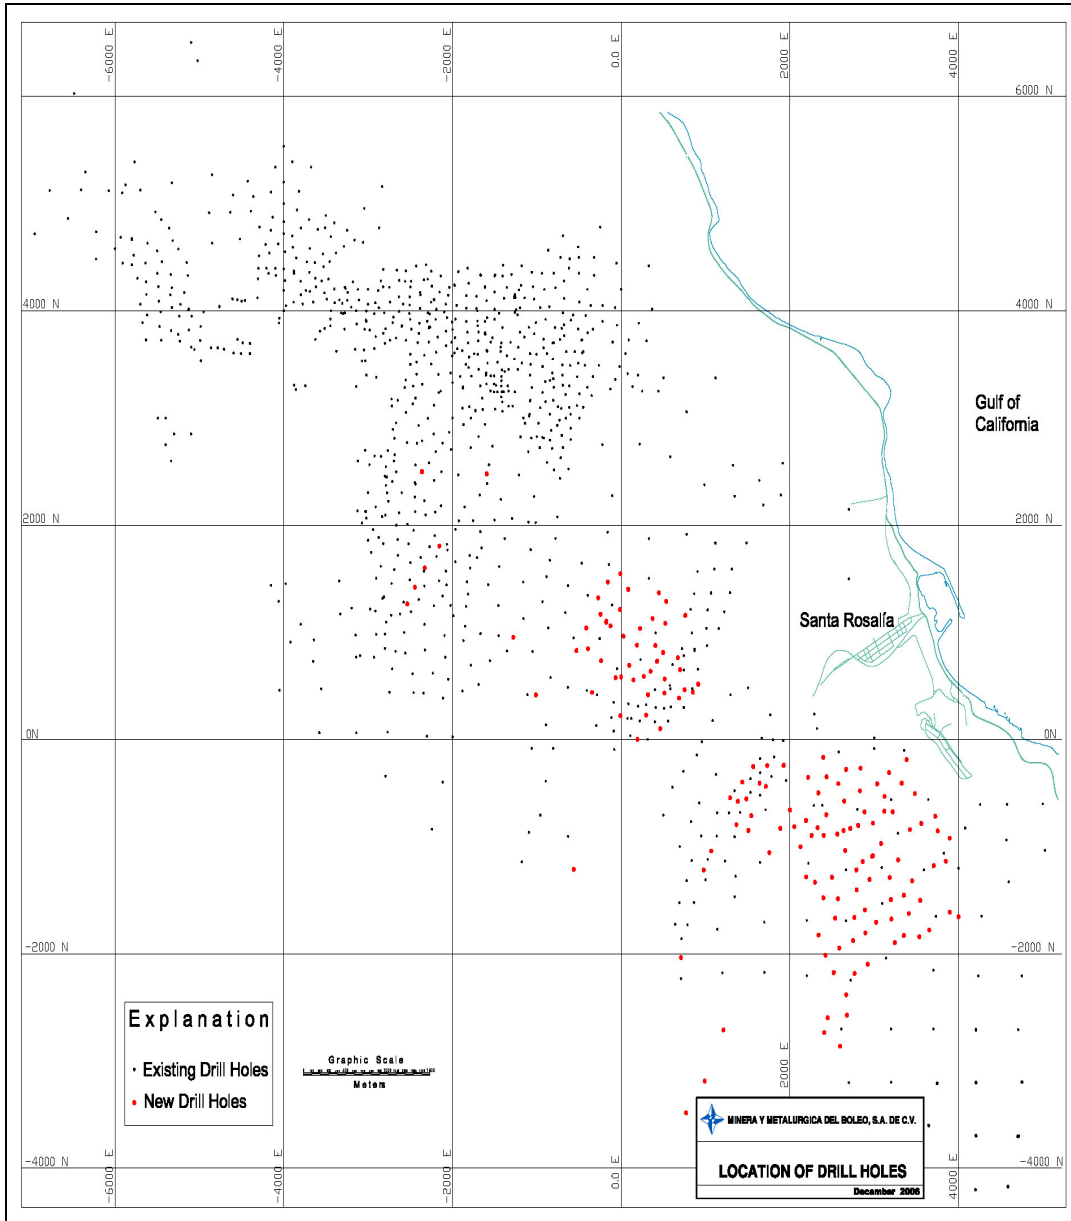 -6000 E
-4000 E
-2000 E
0.0 E
2000 E
4000 E
6000 N
4000 N
4000 N
Gulf of
California
2000 N
2000 N
Santa Rosalía
0N
0N
-2000 N
-2000 N
Explanation
Existing Drill Holes
New Drill Holes
Graphic Scale
Meters
2000 E
MINERA Y METALURGICA DEL BOLEO, S.A. DE C.V.
LOCATION OF DRILL HOLES
December 2006
-4000 N
-4000 N
-6000 E
-4000 E
-2000 E
0.0 E
4000 E